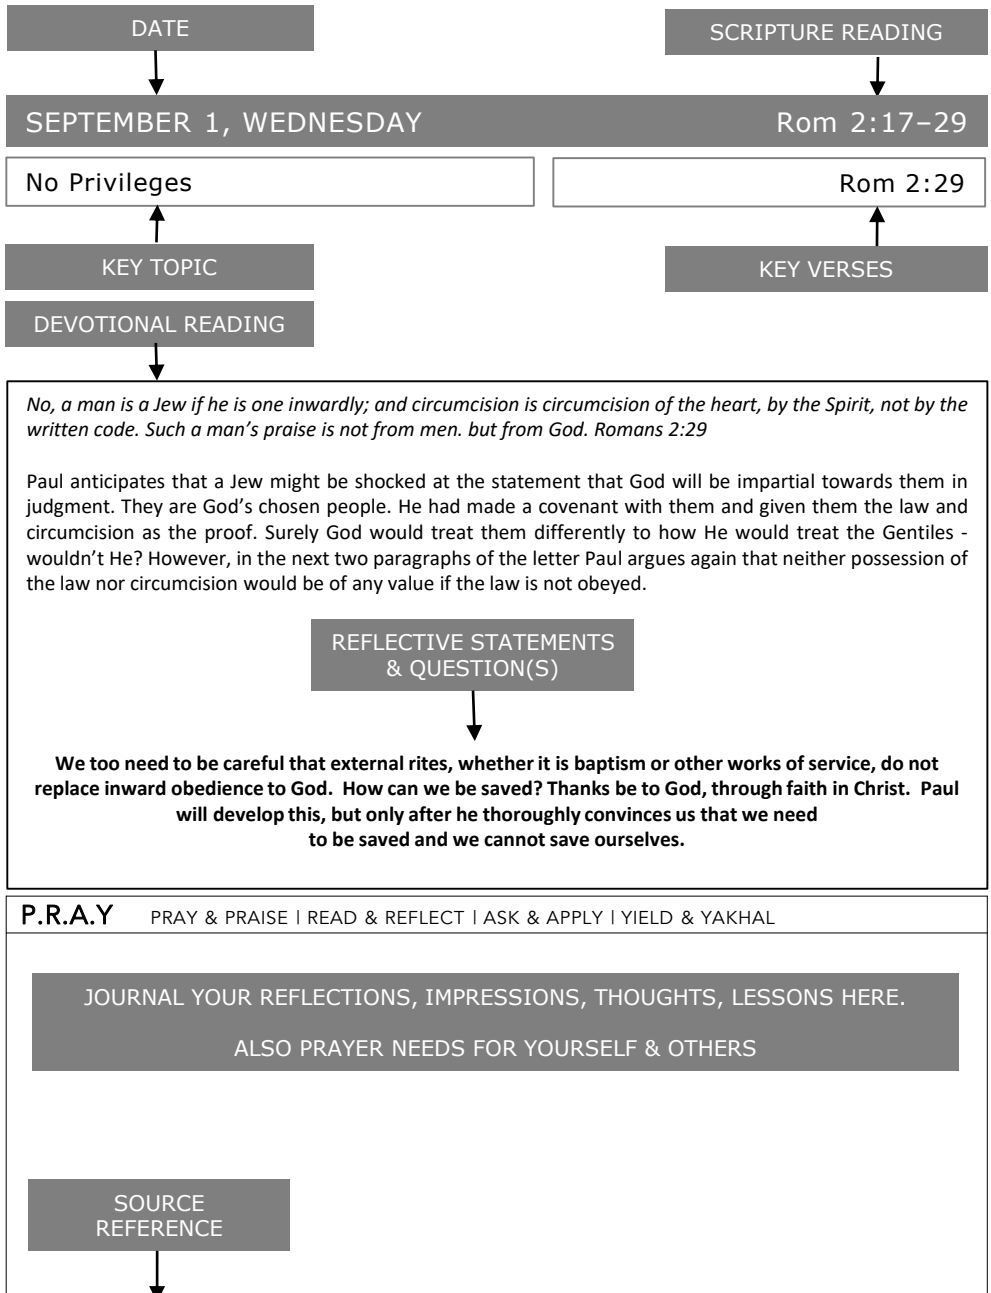 DATE
SCRIPTURE READING
SEPTEMBER 1, WEDNESDAY
Rom 2:17–29
No Privileges
Rom 2:29
KEY TOPIC
KEY VERSES
DEVOTIONAL READING
No, a man is a Jew if he is one inwardly; and circumcision is circumcision of the heart, by the Spirit, not by the
written code. Such a man’s praise is not from men. but from God. Romans 2:29
Paul anticipates that a Jew might be shocked at the statement that God will be impartial towards them in
judgment. They are God’s chosen people. He had made a covenant with them and given them the law and
circumcision as the proof. Surely God would treat them differently to how He would treat the Gentiles -
wouldn’t He? However, in the next two paragraphs of the letter Paul argues again that neither possession of
the law nor circumcision would be of any value if the law is not obeyed.
REFLECTIVE STATEMENTS
& QUESTION(S)
We too need to be careful that external rites, whether it is baptism or other works of service, do not
replace inward obedience to God. How can we be saved? Thanks be to God, through faith in Christ. Paul
will develop this, but only after he thoroughly convinces us that we need
to be saved and we cannot save ourselves.
P.R.A.Y PRAY & PRAISE | READ & REFLECT | ASK & APPLY | YIELD & YAKHAL
JOURNAL YOUR REFLECTIONS, IMPRESSIONS, THOUGHTS, LESSONS HERE.
ALSO PRAYER NEEDS FOR YOURSELF & OTHERS
SOURCE
REFERENCE